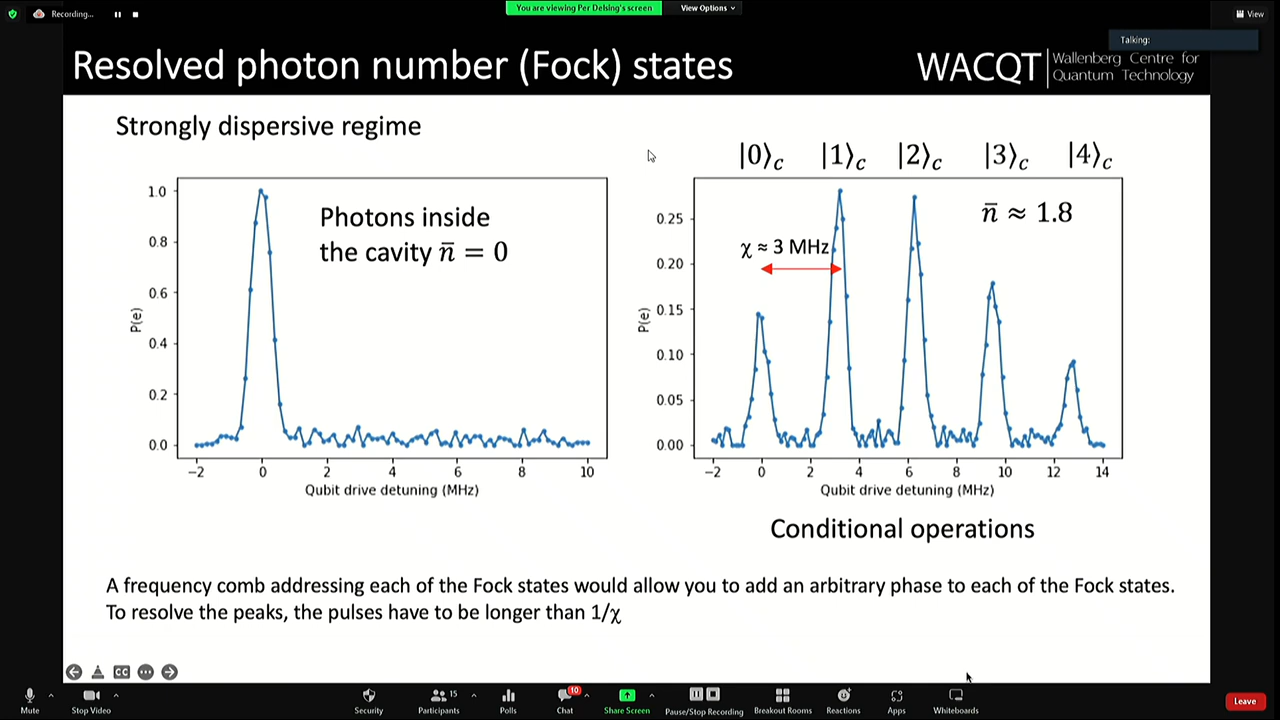 Recording...
You are viewing Per Delsing's screen
View Options
View
Talking:
Resolved photon number (Fock) states
WACQT
Wallenberg Centre for
Quantum Technology
Strongly dispersive regime
|0⟩c |1⟩c |2⟩c |3⟩c |4⟩c
1.0
0.8
0.6
0.4
0.2
0.0
P(e)
Photons inside
the cavity n̄ = 0
−2 0 2 4 6 8 10
Qubit drive detuning (MHz)
0.25
0.20
0.15
0.10
0.05
0.00
P(e)
n̄ ≈ 1.8
χ ≈ 3 MHz
−2 0 2 4 6 8 10 12 14
Qubit drive detuning (MHz)
Conditional operations
A frequency comb addressing each of the Fock states would allow you to add an arbitrary phase to each of the Fock states.
To resolve the peaks, the pulses have to be longer than 1/χ
CC
15
10
Mute
Stop Video
Security
Participants
Polls
Chat
Share Screen
Pause/Stop Recording
Breakout Rooms
Reactions
Apps
Whiteboards
Leave